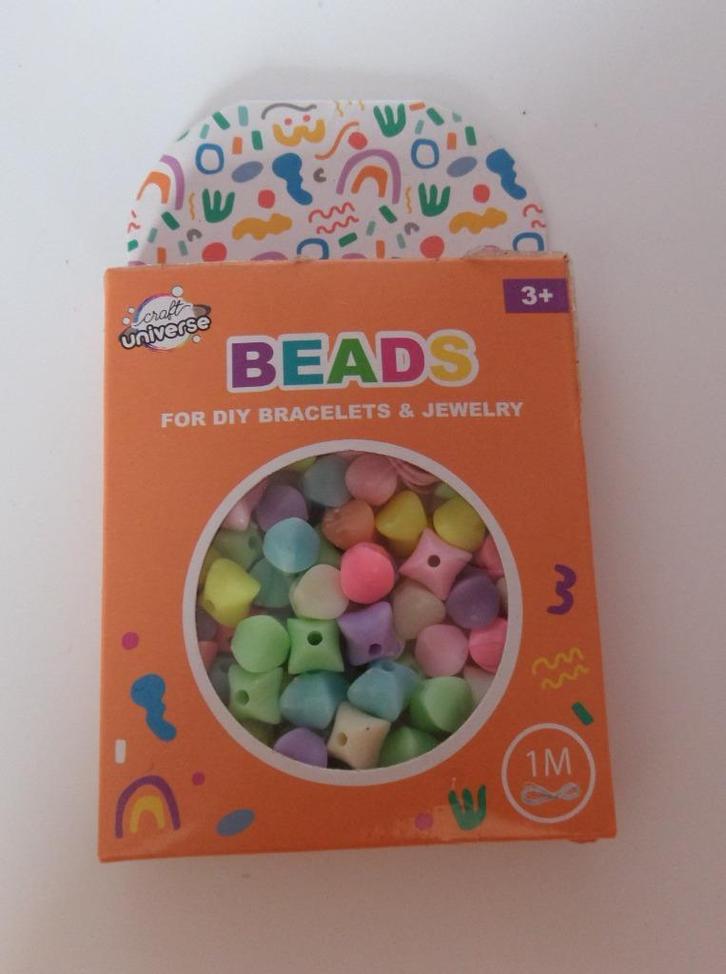 craft
universe
3+
BEADS
FOR DIY BRACELETS & JEWELRY
1M